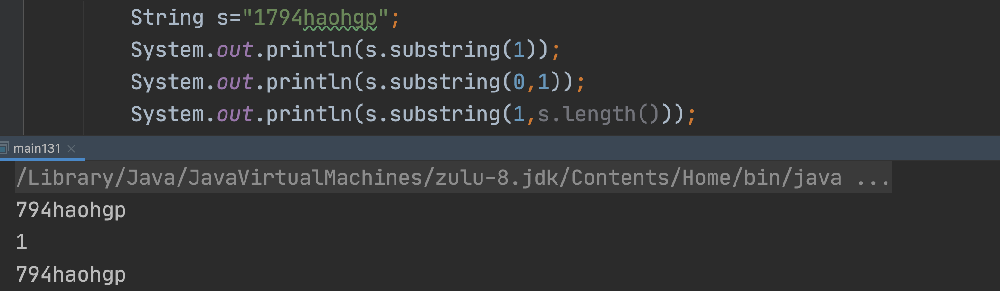 String s="1794haohgp";
System.out.println(s.substring(1));
System.out.println(s.substring(0,1));
System.out.println(s.substring(1,s.length()));
main131 ×
/Library/Java/JavaVirtualMachines/zulu-8.jdk/Contents/Home/bin/java ...
794haohgp
1
794haohgp